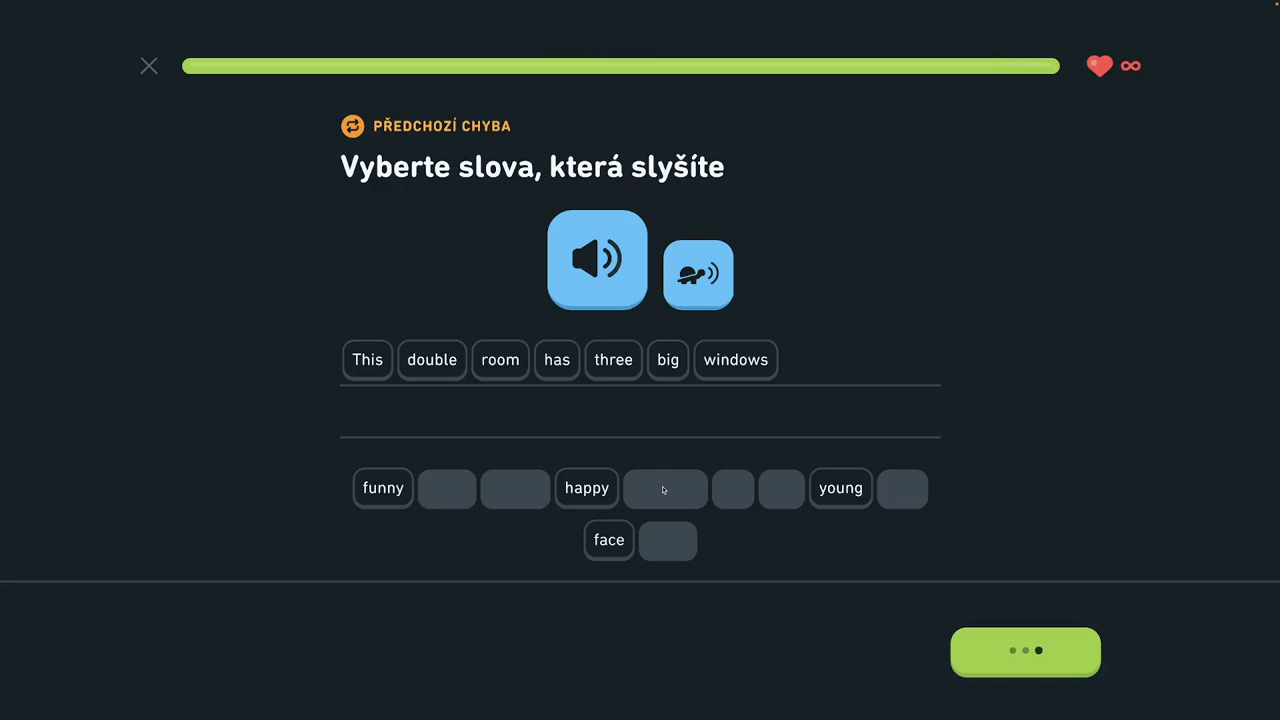 PŘEDCHOZÍ CHYBA
Vyberte slova, která slyšíte
This double room has three big windows
funny happy young
face